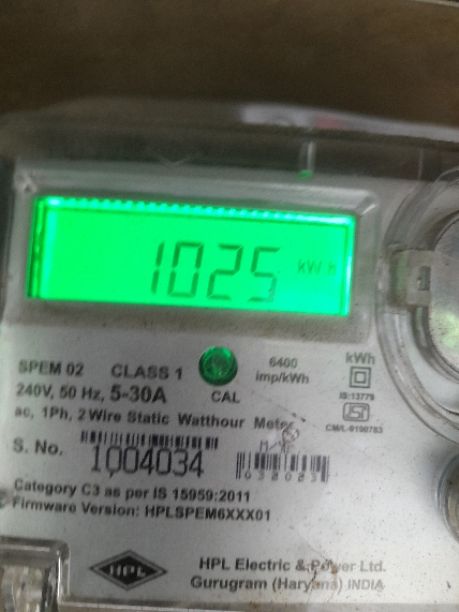 1025 kWh
SPEM 02 CLASS 1 6400 imp/kWh kWh
240V, 50 Hz, 5-30A CAL IS:13779
ac, 1Ph, 2 Wire Static Watthour Meter
CM/L-9190783
S. No. 1004034
Category C3 as per IS 15959:2011
Firmware Version: HPLSPEM6XXX01
HPL
HPL Electric & Power Ltd.
Gurugram (Haryana) INDIA